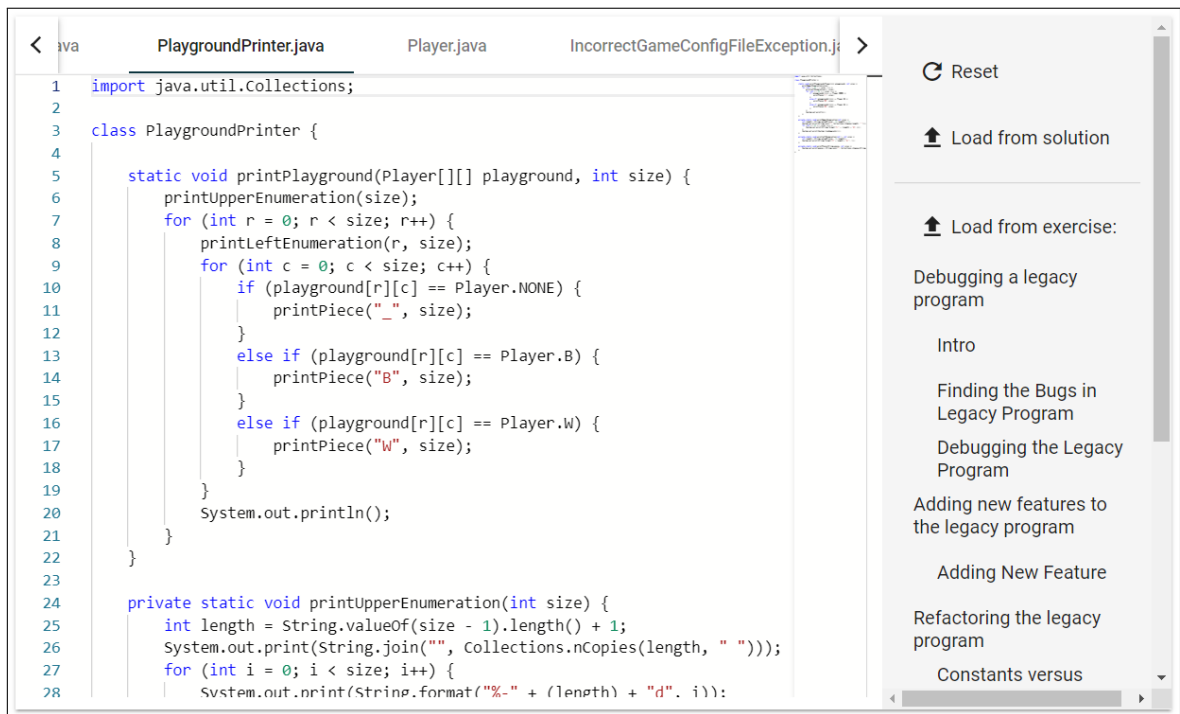 ava PlaygroundPrinter.java Player.java IncorrectGameConfigFileException.ja
1 import java.util.Collections;
2
3 class PlaygroundPrinter {
4
5 static void printPlayground(Player[][] playground, int size) {
6 printUpperEnumeration(size);
7 for (int r = 0; r < size; r++) {
8 printLeftEnumeration(r, size);
9 for (int c = 0; c < size; c++) {
10 if (playground[r][c] == Player.NONE) {
11 printPiece("_", size);
12 }
13 else if (playground[r][c] == Player.B) {
14 printPiece("B", size);
15 }
16 else if (playground[r][c] == Player.W) {
17 printPiece("W", size);
18 }
19 }
20 System.out.println();
21 }
22 }
23
24 private static void printUpperEnumeration(int size) {
25 int length = String.valueOf(size - 1).length() + 1;
26 System.out.print(String.join("", Collections.nCopies(length, " ")));
27 for (int i = 0; i < size; i++) {
28 System.out.print(String.format("%-" + (length) + "d", i));
Reset
Load from solution
Load from exercise:
Debugging a legacy
program
Intro
Finding the Bugs in
Legacy Program
Debugging the Legacy
Program
Adding new features to
the legacy program
Adding New Feature
Refactoring the legacy
program
Constants versus